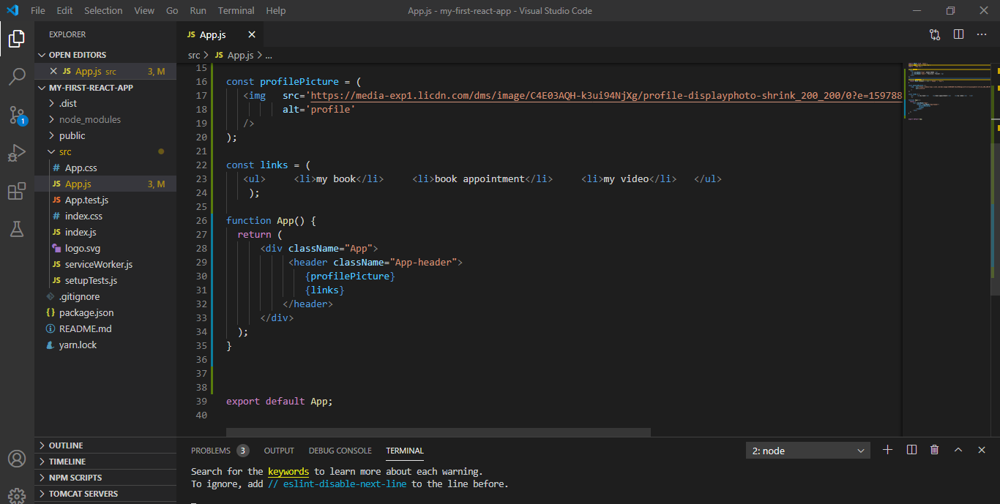 File Edit Selection View Go Run Terminal Help
App.js - my-first-react-app - Visual Studio Code
EXPLORER
OPEN EDITORS
JS App.js src 3, M
MY-FIRST-REACT-APP
.dist
node_modules
public
src
# App.css
JS App.js 3, M
JS App.test.js
# index.css
JS index.js
logo.svg
JS serviceWorker.js
JS setupTests.js
.gitignore
{} package.json
README.md
yarn.lock
OUTLINE
TIMELINE
NPM SCRIPTS
TOMCAT SERVERS
1
JS App.js
src > JS App.js > ...
15
16 const profilePicture = (
17 <img src='https://media-exp1.licdn.com/dms/image/C4E03AQH-k3ui94NjXg/profile-displayphoto-shrink_200_200/0?e=159788
18 alt='profile'
19 />
20 );
21
22 const links = (
23 <ul> <li>my book</li> <li>book appointment</li> <li>my video</li> </ul>
24 );
25
26 function App() {
27 return (
28 <div className="App">
29 <header className="App-header">
30 {profilePicture}
31 {links}
32 </header>
33 </div>
34 );
35 }
36
37
38
39 export default App;
40
PROBLEMS 3 OUTPUT DEBUG CONSOLE TERMINAL
2: node
Search for the keywords to learn more about each warning.
To ignore, add // eslint-disable-next-line to the line before.